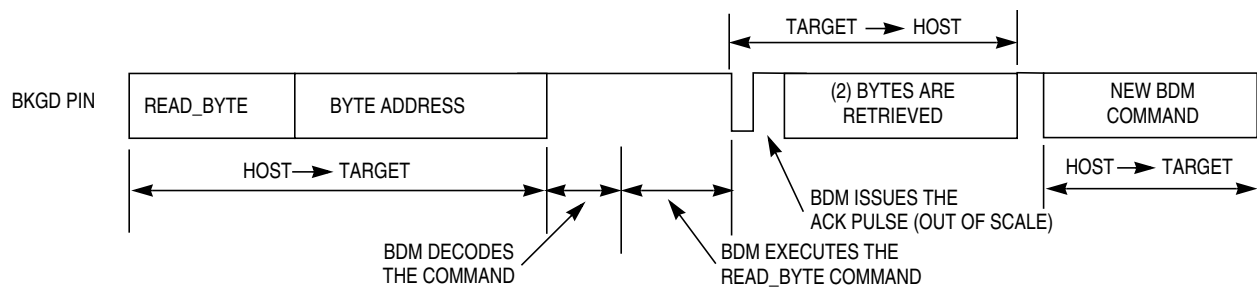 TARGET → HOST
BKGD PIN
READ_BYTE
BYTE ADDRESS
(2) BYTES ARE
RETRIEVED
NEW BDM
COMMAND
HOST → TARGET
HOST → TARGET
BDM ISSUES THE
ACK PULSE (OUT OF SCALE)
BDM DECODES
THE COMMAND
BDM EXECUTES THE
READ_BYTE COMMAND